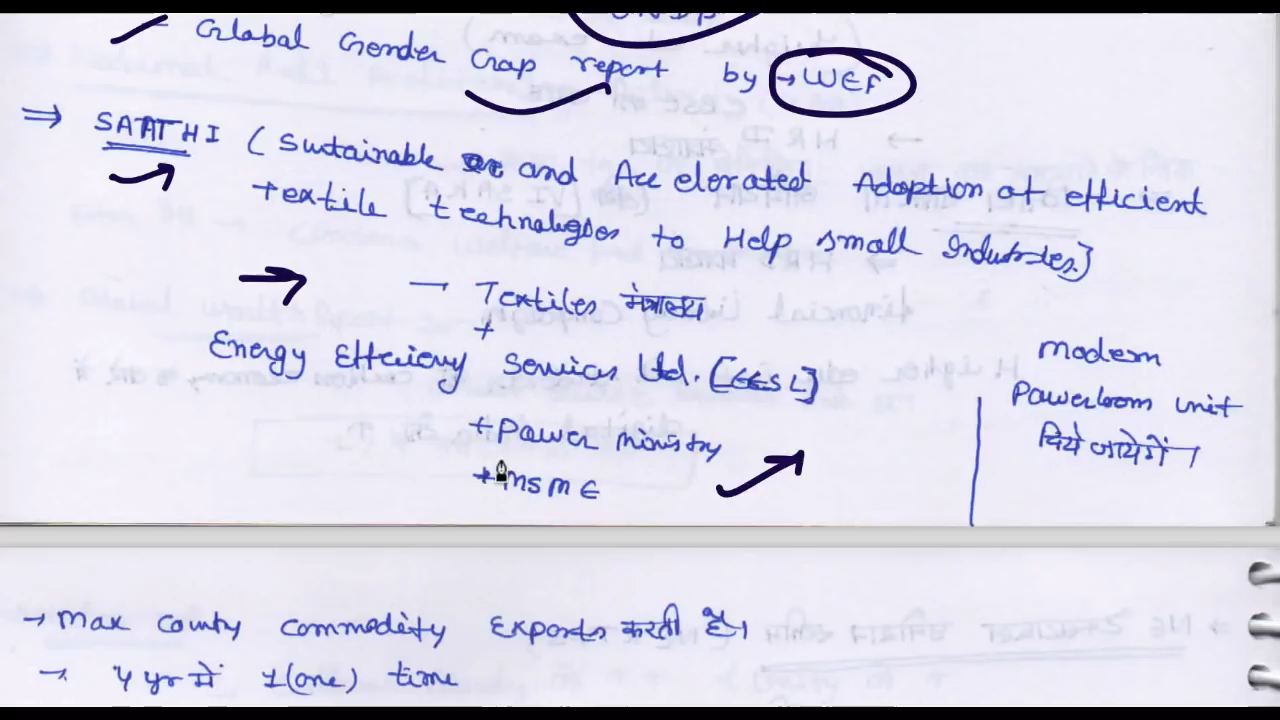 - Global Gender Gap report by → WEF
⇒ SAATHI ( Sustainable and Accelerated Adoption of efficient
Textile technologies to Help small Industries.]
- Textiles मंत्रालय
+
Energy Efficiency Services Ltd. [EESL]
+ Power ministry
+ MSME
Modern
Powerloom unit
दिये जायेगें।
→ Max county commodity Exports करती है।
→ 4 yr में 1(one) time